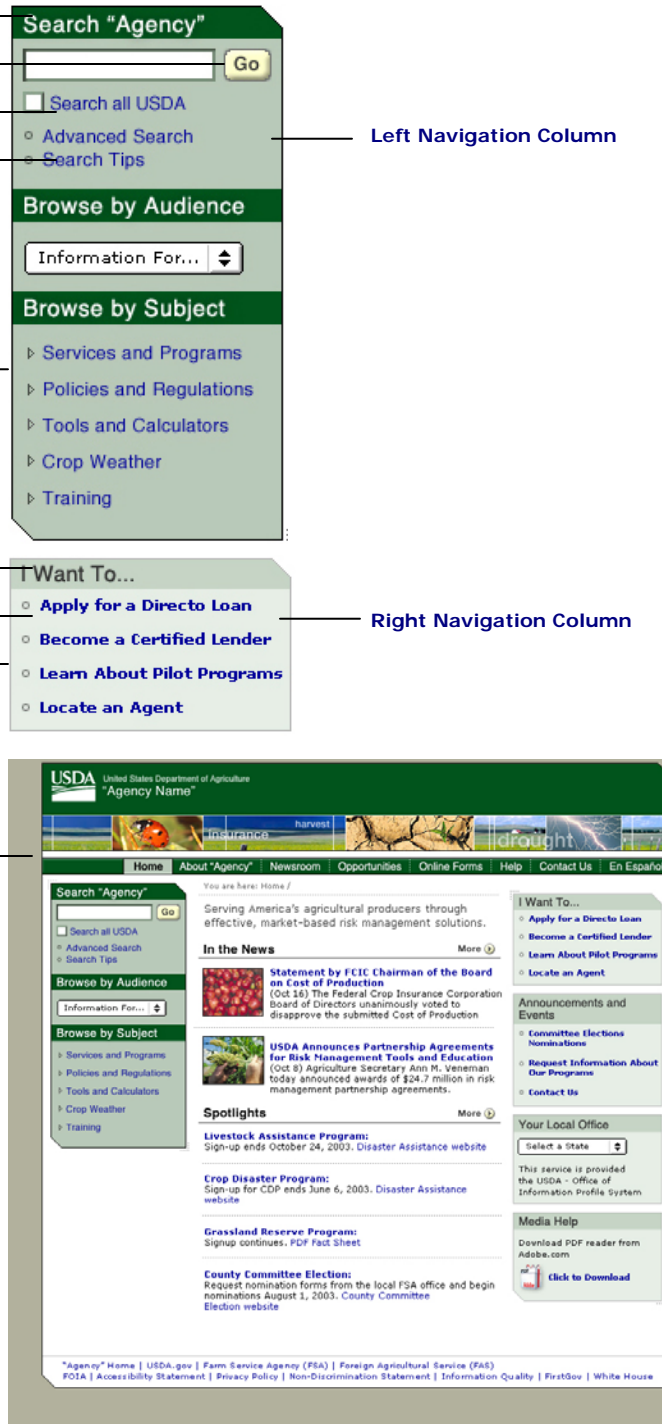 Search "Agency"
Go
Search all USDA
Advanced Search
Search Tips
Left Navigation Column
Browse by Audience
Information For...
Browse by Subject
Services and Programs
Policies and Regulations
Tools and Calculators
Crop Weather
Training
I Want To...
Apply for a Directo Loan
Become a Certified Lender
Learn About Pilot Programs
Locate an Agent
Right Navigation Column
USDA United States Department of Agriculture
"Agency Name"
insurance harvest drought
Home About "Agency" Newsroom Opportunities Online Forms Help Contact Us En Españo
Search "Agency"
Go
Search all USDA
Advanced Search
Search Tips
Browse by Audience
Information For...
Browse by Subject
Services and Programs
Policies and Regulations
Tools and Calculators
Crop Weather
Training
You are here: Home /
Serving America's agricultural producers through
effective, market-based risk management solutions.
In the News More
Statement by FCIC Chairman of the Board
on Cost of Production
(Oct 16) The Federal Crop Insurance Corporation
Board of Directors unanimously voted to
disapprove the submitted Cost of Production
USDA Announces Partnership Agreements
for Risk Management Tools and Education
(Oct 8) Agriculture Secretary Ann M. Veneman
today announced awards of $24.7 million in risk
management partnership agreements.
Spotlights More
Livestock Assistance Program:
Sign-up ends October 24, 2003. Disaster Assistance website
Crop Disaster Program:
Sign-up for CDP ends June 6, 2003. Disaster Assistance
website
Grassland Reserve Program:
Signup continues. PDF Fact Sheet
County Committee Election:
Request nomination forms from the local FSA office and begin
nominations August 1, 2003. County Committee
Election website
I Want To...
Apply for a Directo Loan
Become a Certified Lender
Learn About Pilot Programs
Locate an Agent
Announcements and
Events
Committee Elections
Nominations
Request Information About
Our Programs
Contact Us
Your Local Office
Select a State
This service is provided
the USDA - Office of
Information Profile System
Media Help
Download PDF reader from
Adobe.com
Click to Download
"Agency" Home | USDA.gov | Farm Service Agency (FSA) | Foreign Agricultural Service (FAS)
FOIA | Accessibility Statement | Privacy Policy | Non-Discrimination Statement | Information Quality | FirstGov | White House